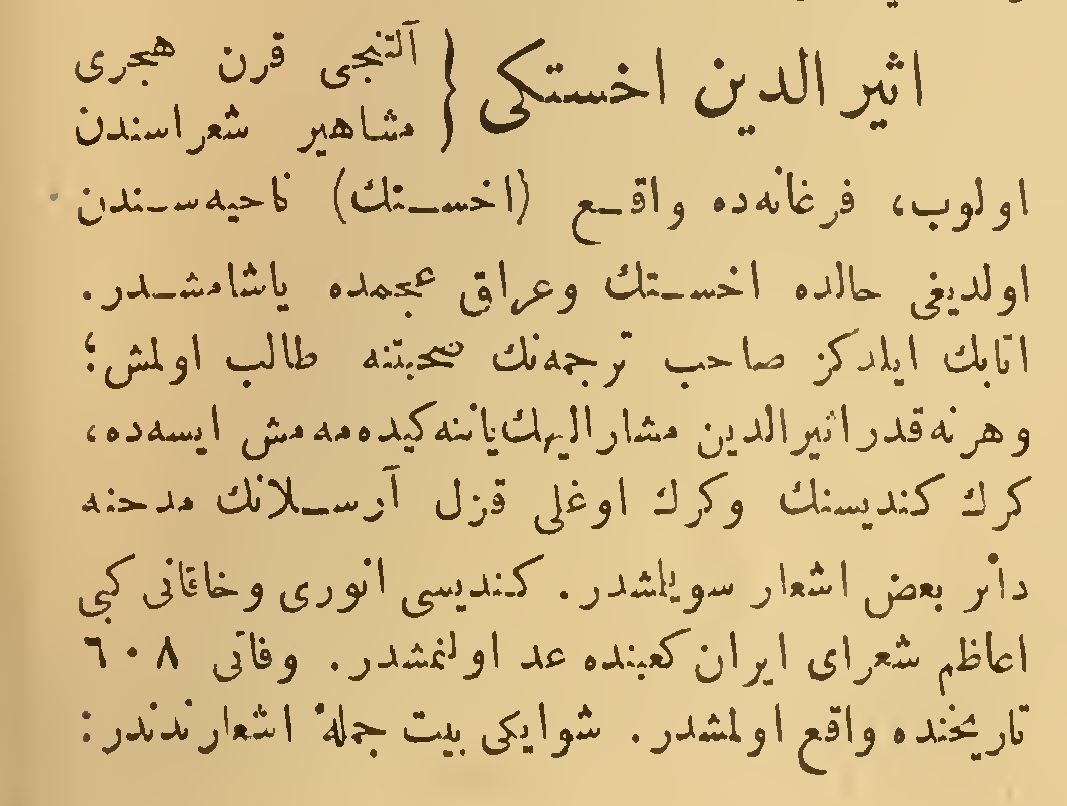 اثیر الدین اخستکی { آلتنجی قرن هجری
مشاهیر شعراسندن
اولوب، فرغانه‌ده واقع (اخستك) ناحیه‌سندن
اولدیغی حالده اخستك وعراق عجمده یاشامشدر.
اتابك ایلدکز صاحب ترجمه‌نك صحبتنه طالب اولمش؛
وهرنه‌قدر اثیرالدین مشارالیهك یاننه کیده‌مه‌مش ایسه‌ده،
کرك کندیسنك وکرك اوغلی قزل آرسلانك مدحنه
دائر بعض اشعار سویلشدر. کندیسی انوری وخاقانی کبی
اعاظم شعرای ایران کعبنده عد اولنمشدر. وفاتی ٦٠٨
تاریخنده واقع اولمشدر. شوایکی بیت جملهٔ اشعارندندر: